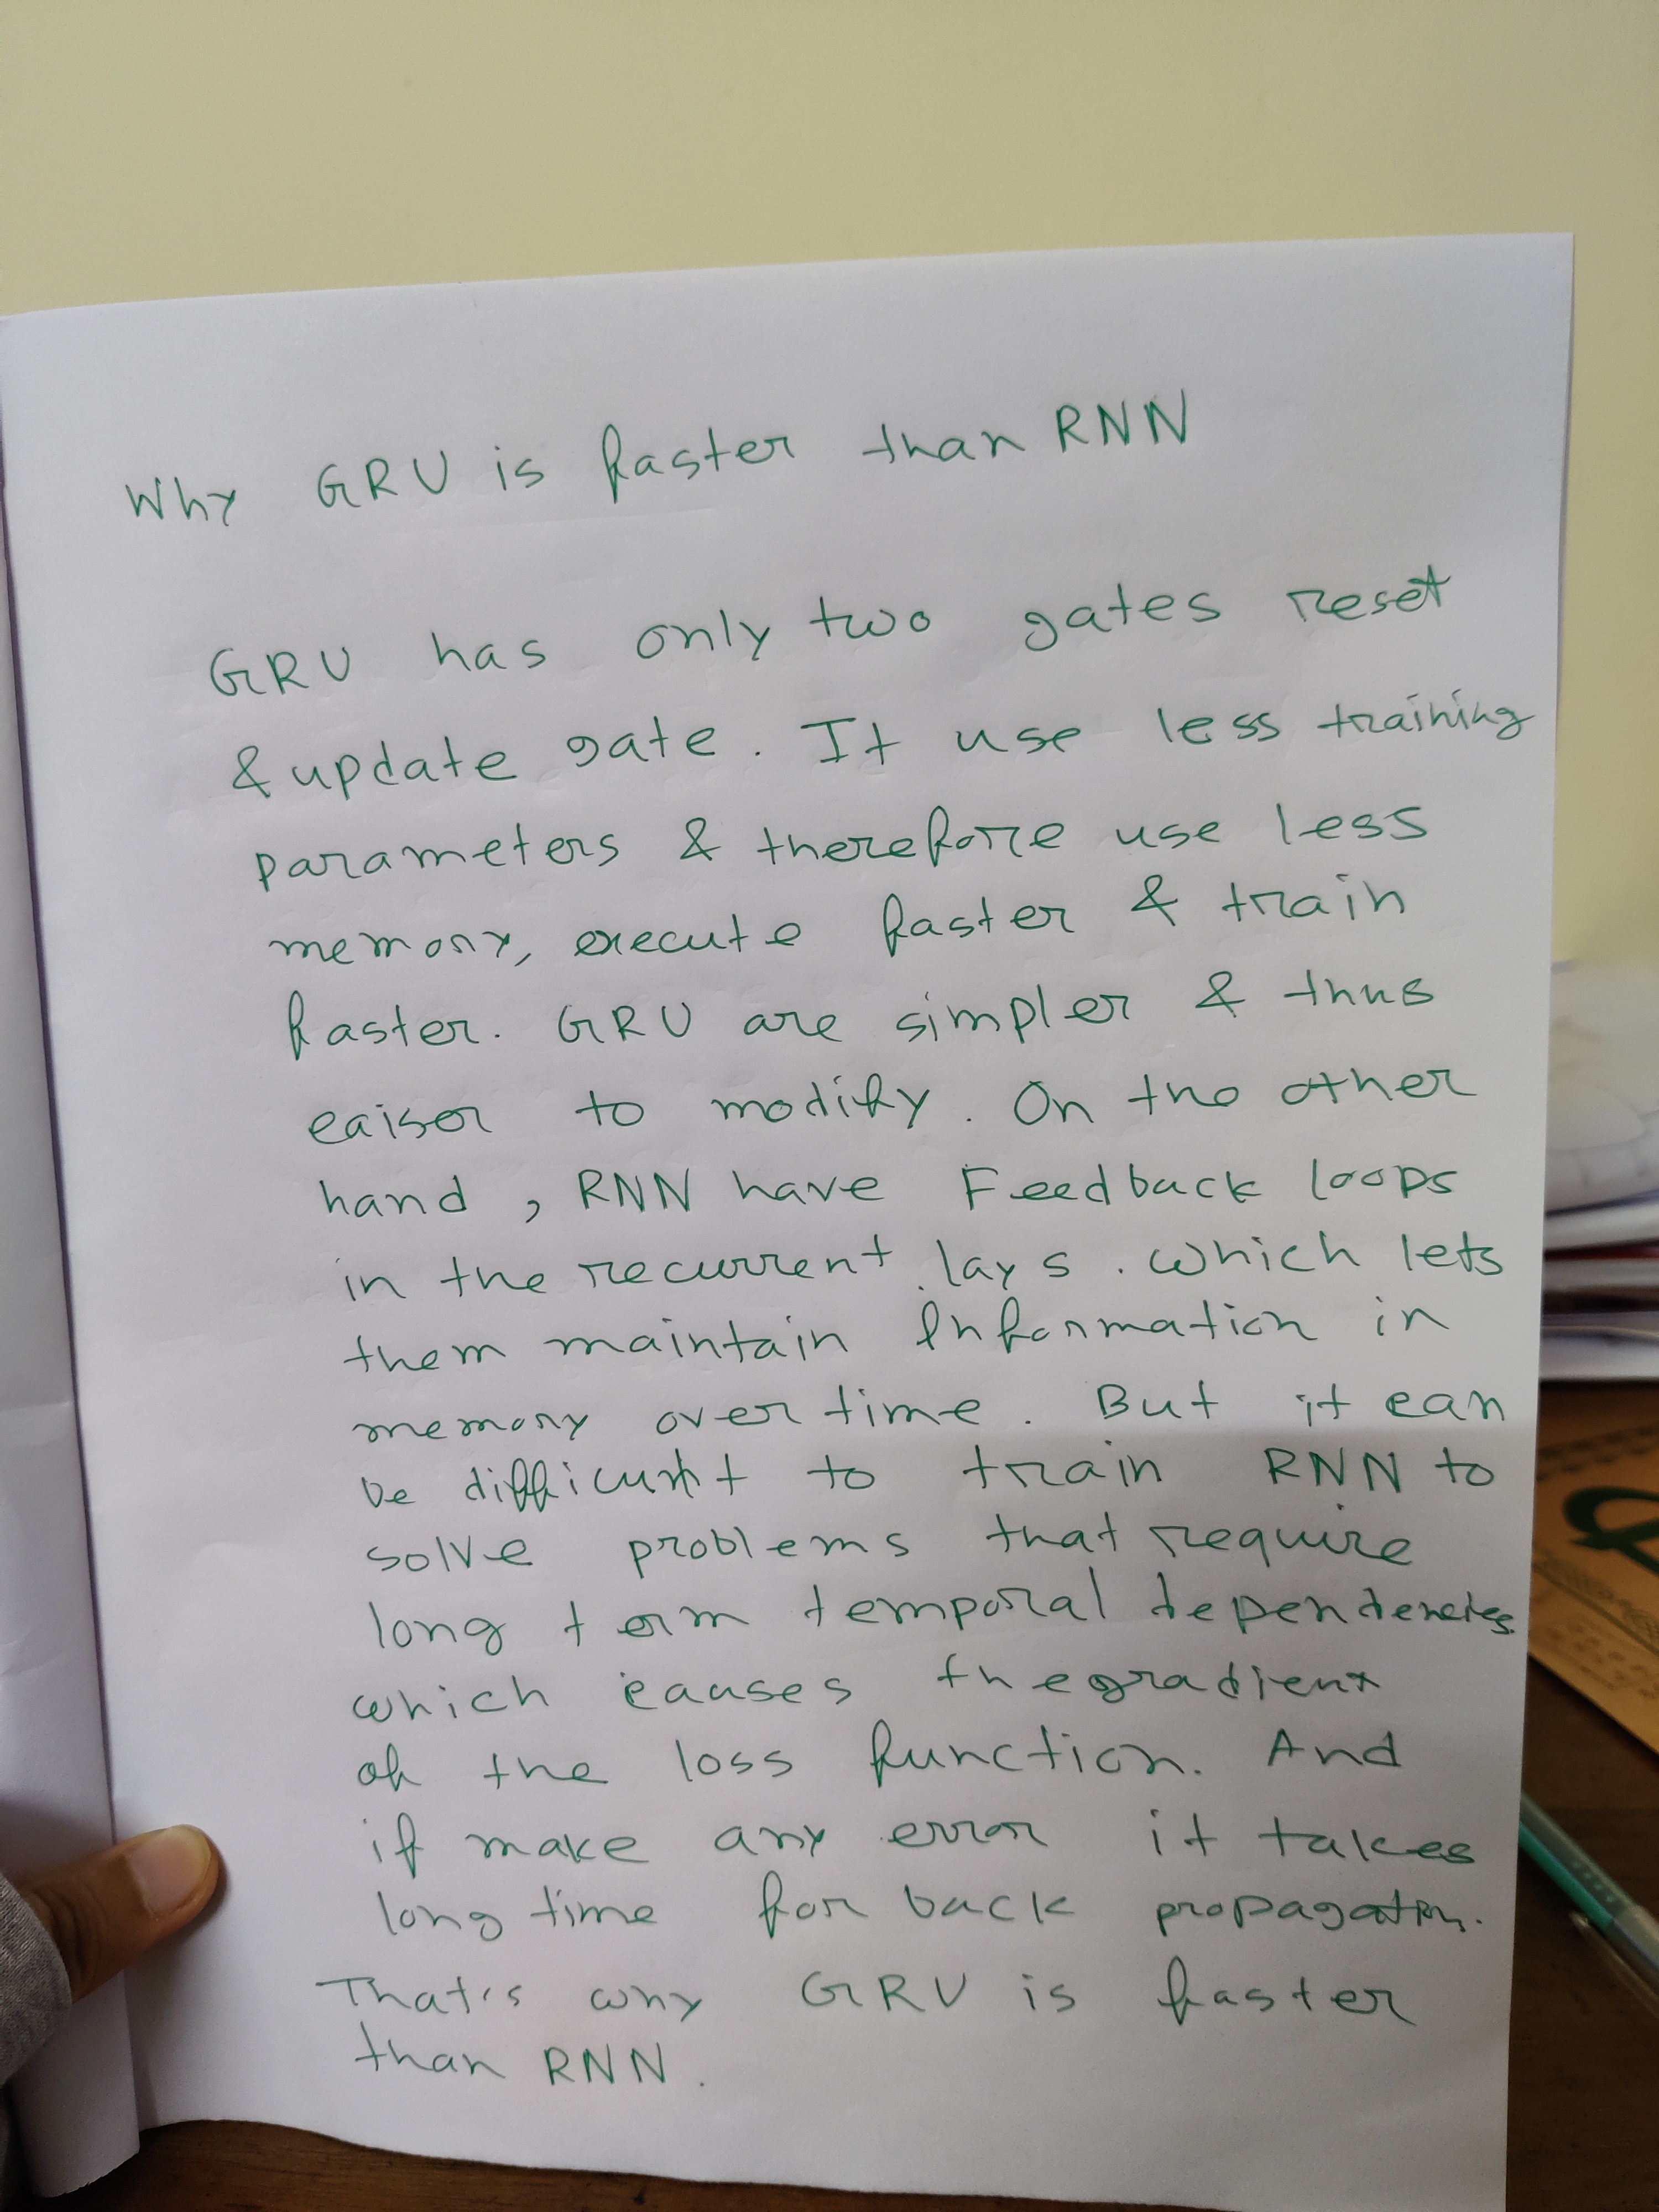 Why GRU is faster than RNN
GRU has only two gates reset
& update gate. It use less training
parameters & therefore use less
memory, execute faster & train
faster. GRU are simpler & thus
eaiser to modify. On the other
hand, RNN have Feedback loops
in the recurrent lays. which lets
them maintain Information in
memory over time. But it can
be difficult to train RNN to
solve problems that require
long term temporal dependencies.
which causes the gradient
of the loss function. And
if make any error it takes
long time for back propagation.
That's why GRU is faster
than RNN.